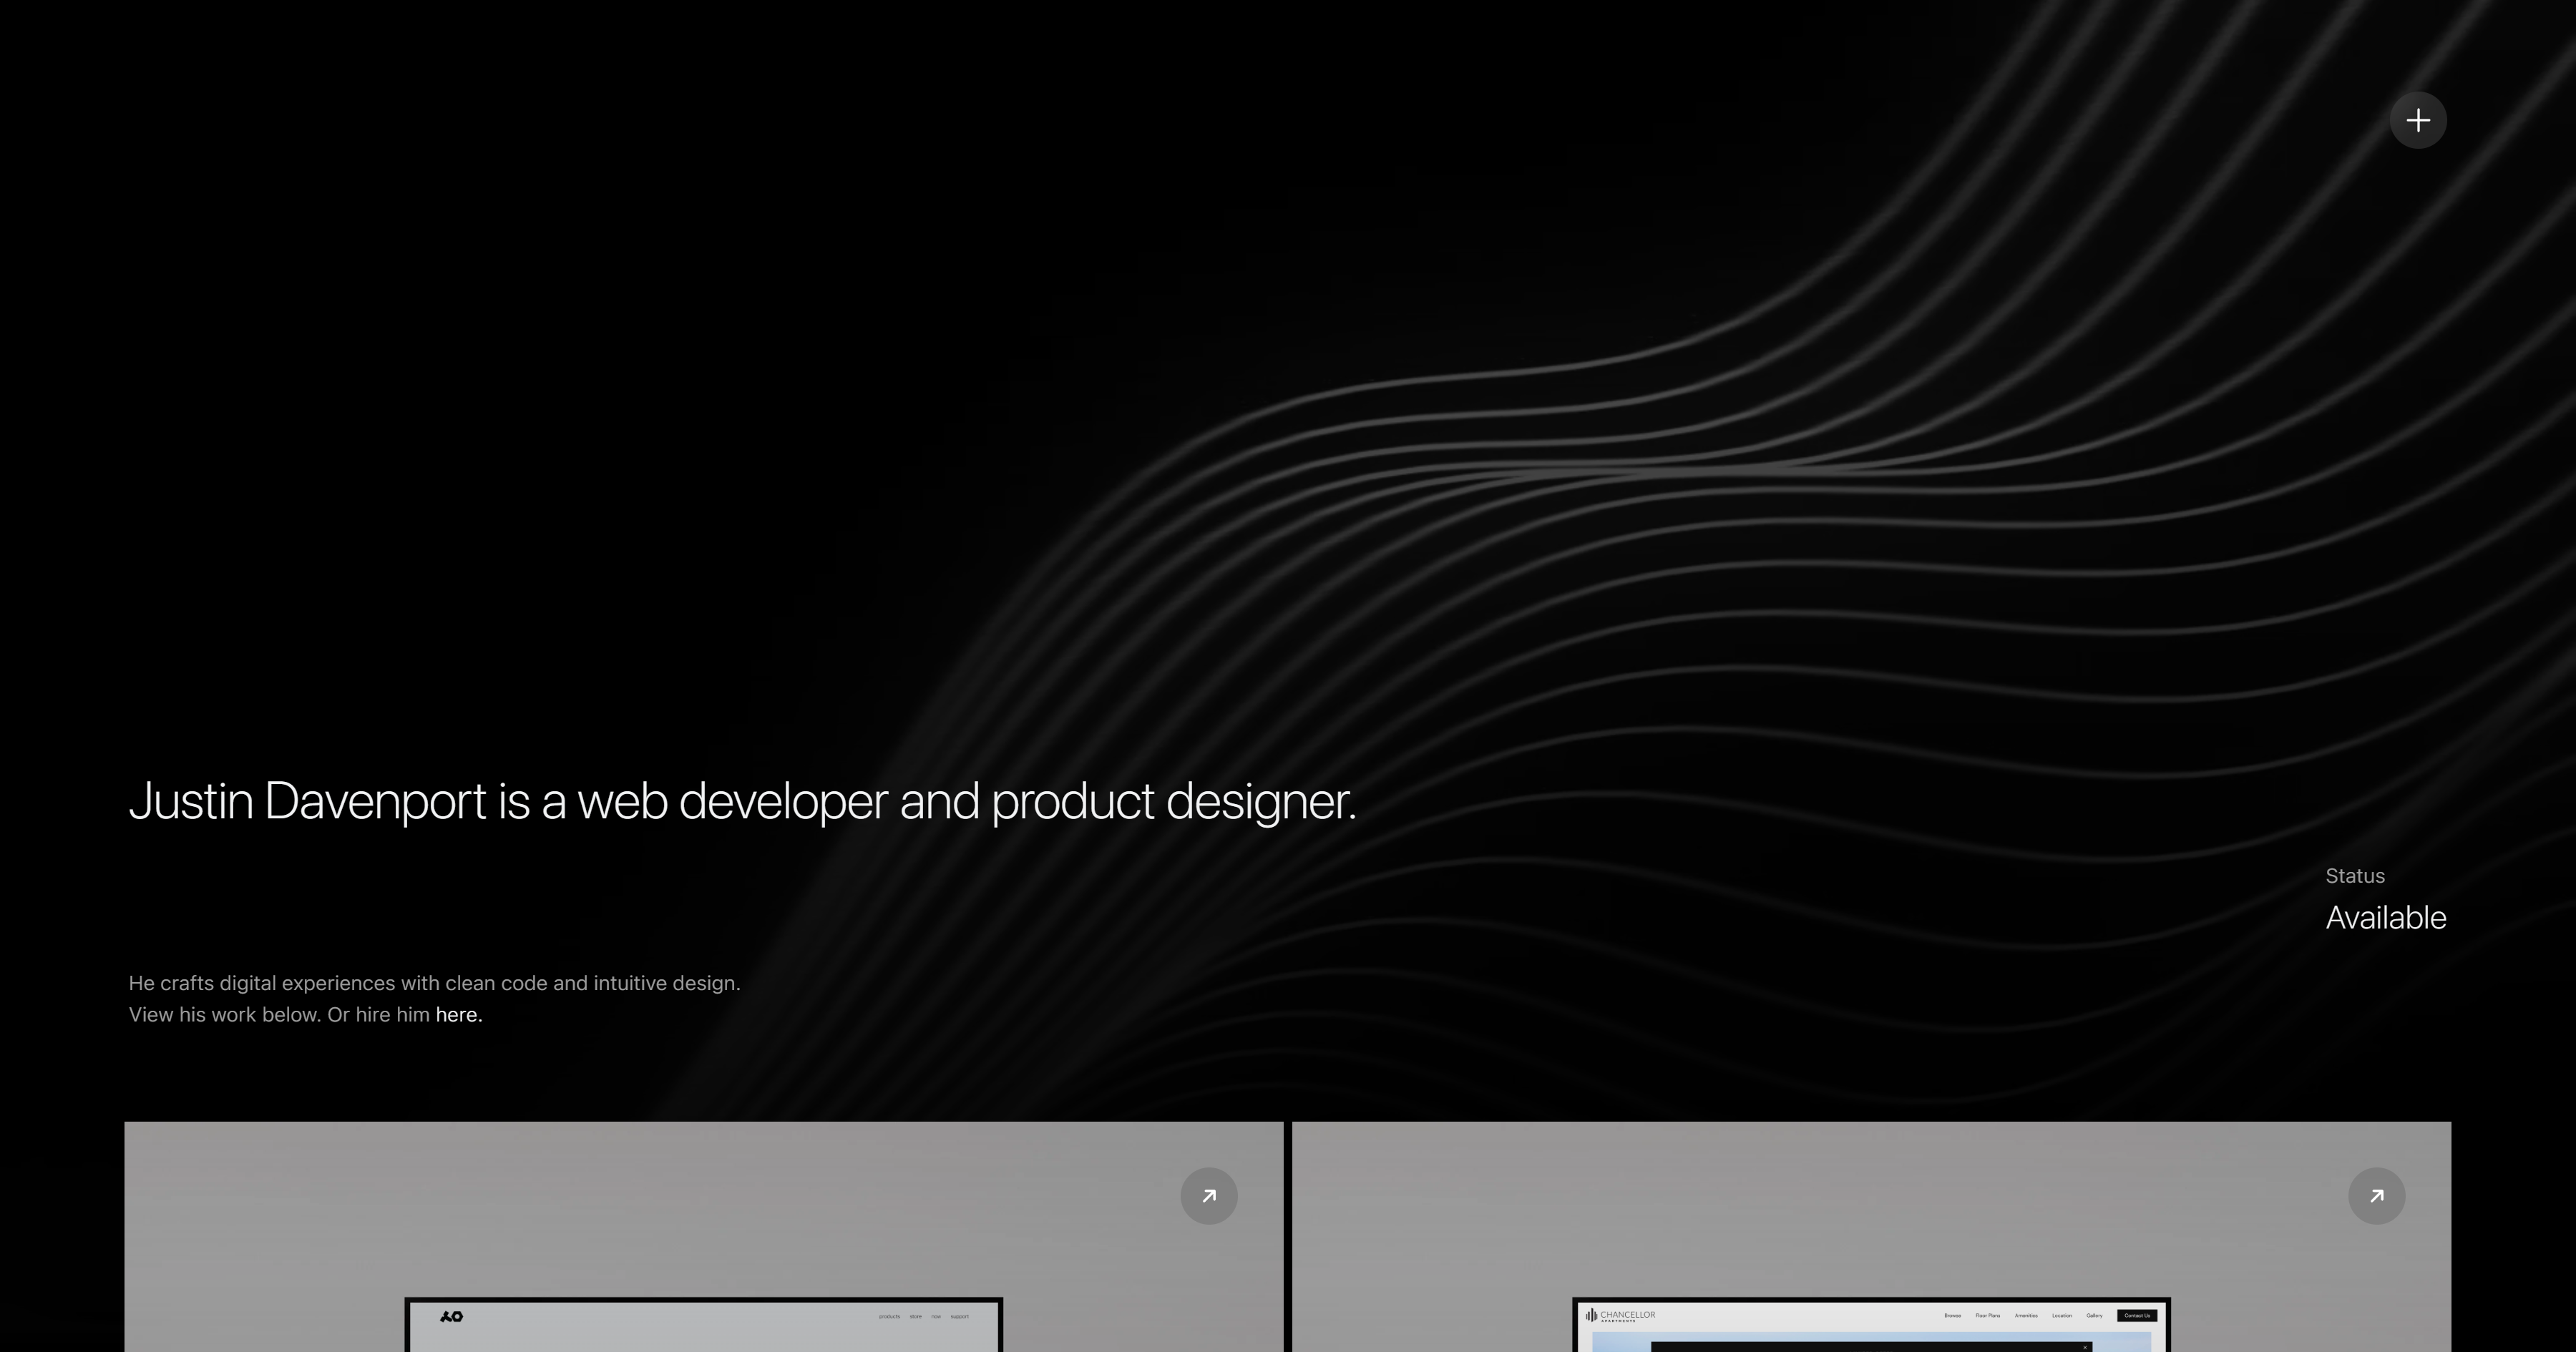 Justin Davenport is a web developer and product designer.
Status
Available
He crafts digital experiences with clean code and intuitive design.
View his work below. Or hire him here.
products store now support
CHANCELLOR
APARTMENTS
Browse Floor Plans Amenities Location Gallery Contact Us